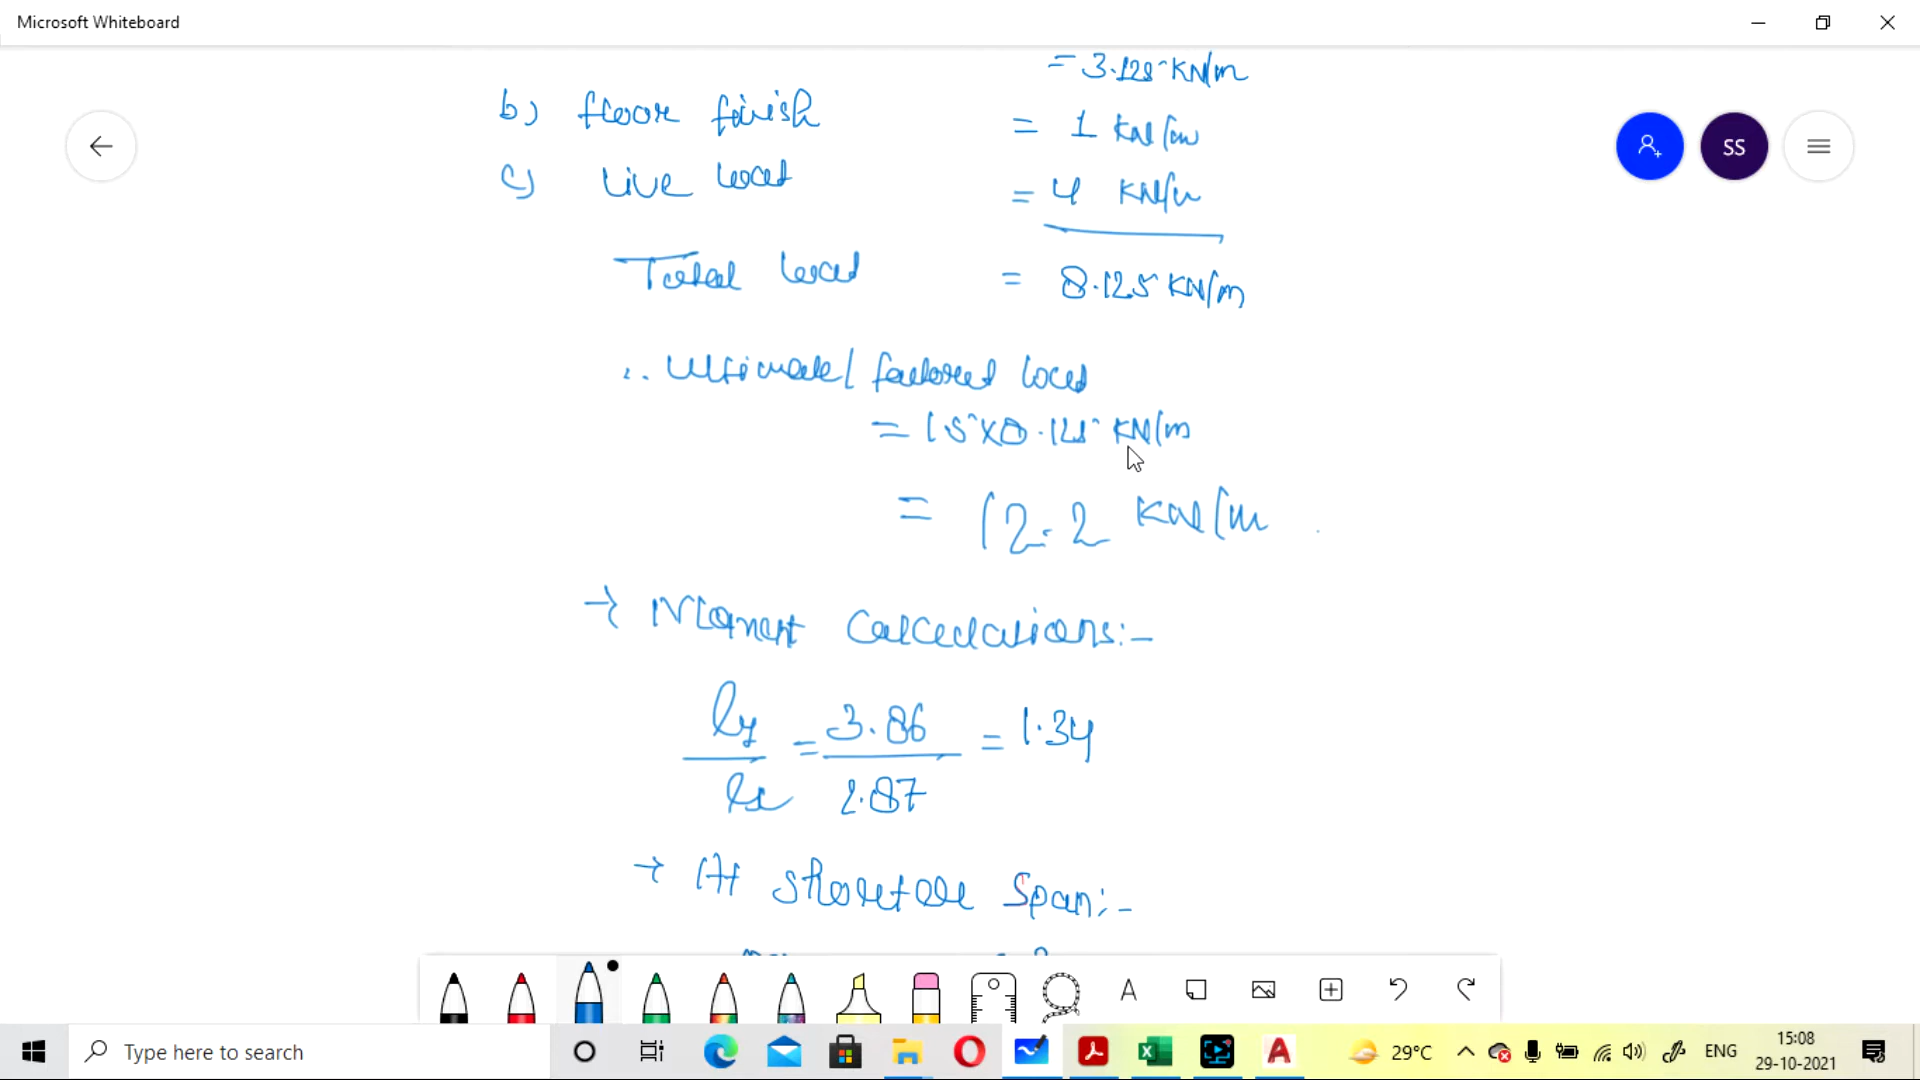 Microsoft Whiteboard
= 3.125 KN/m
b) floor finish = 1 KN/m
c) Live load = 4 KN/m
Total load = 8.125 KN/m
∴ Ultimate/ factored load
= 1.5 x 8.125 KN/m
= 12.2 KN/m
→ Moment Calculations:-
ly/lx = 3.86/2.87 = 1.34
→ At shorter Span:-
SS
A
Type here to search
29°C
ENG
15:08
29-10-2021